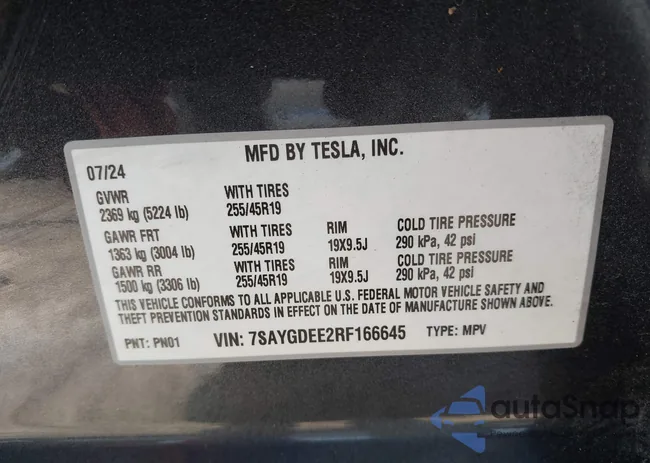 MFD BY TESLA, INC.
07/24
GVWR WITH TIRES
2369 kg (5224 lb) 255/45R19
GAWR FRT WITH TIRES RIM COLD TIRE PRESSURE
1363 kg (3004 lb) 255/45R19 19X9.5J 290 kPa, 42 psi
GAWR RR WITH TIRES RIM COLD TIRE PRESSURE
1500 kg (3306 lb) 255/45R19 19X9.5J 290 kPa, 42 psi
THIS VEHICLE CONFORMS TO ALL APPLICABLE U.S. FEDERAL MOTOR VEHICLE SAFETY AND
THEFT PREVENTION STANDARDS IN EFFECT ON THE DATE OF MANUFACTURE SHOWN ABOVE.
PNT: PN01 VIN: 7SAYGDEE2RF166645 TYPE: MPV
autoSnap